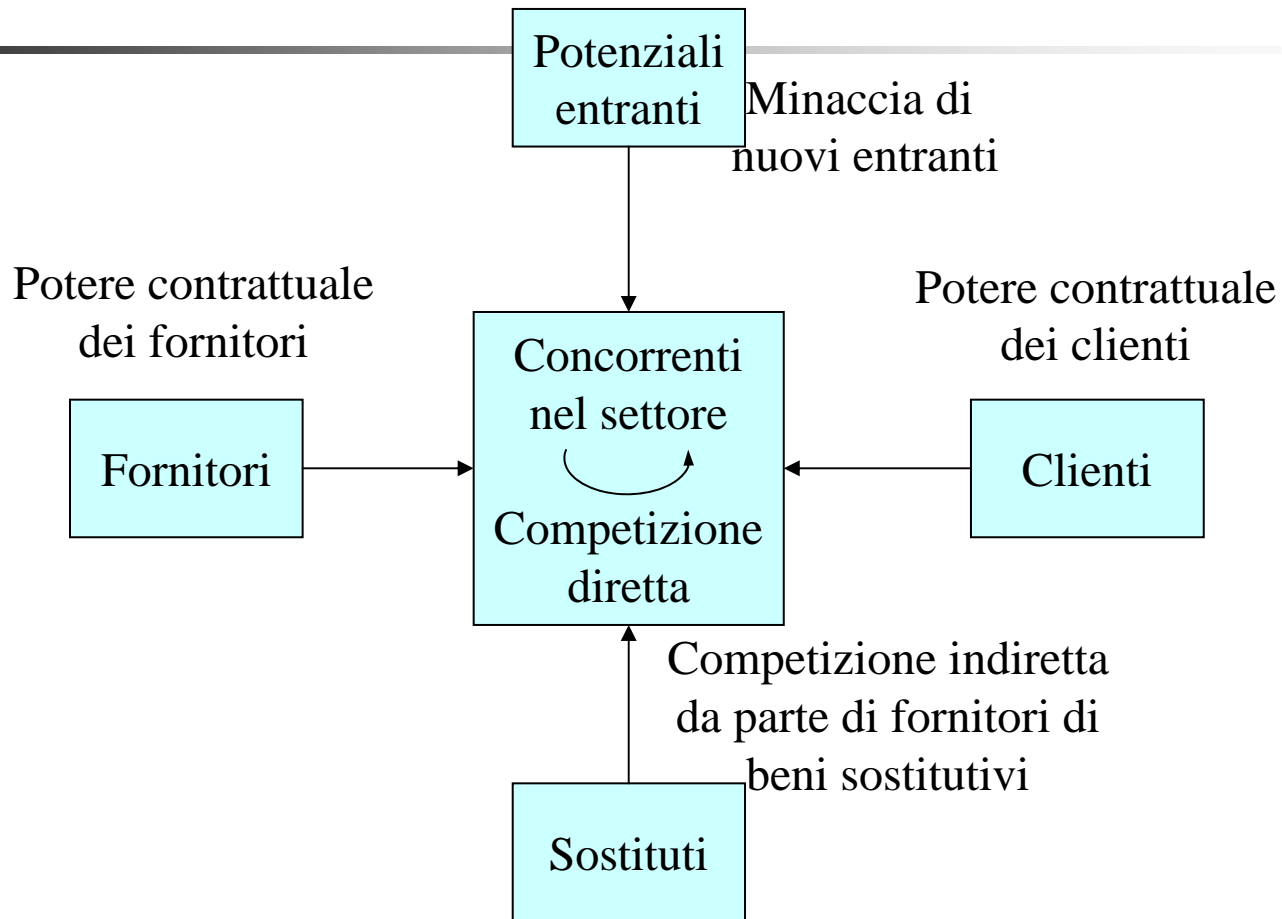 Potenziali
entranti
Minaccia di
nuovi entranti
Potere contrattuale
dei fornitori
Potere contrattuale
dei clienti
Fornitori
Concorrenti
nel settore
Competizione
diretta
Clienti
Competizione indiretta
da parte di fornitori di
beni sostitutivi
Sostituti